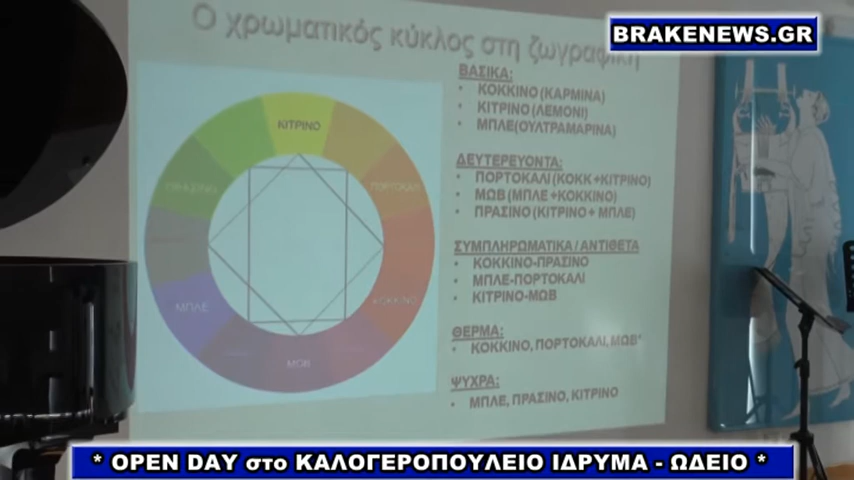 BRAKENEWS.GR
Ο χρωματικός κύκλος στη ζωγραφική
ΒΑΣΙΚΑ:
• ΚΟΚΚΙΝΟ (ΚΑΡΜΙΝΑ)
• ΚΙΤΡΙΝΟ (ΛΕΜΟΝΙ)
• ΜΠΛΕ(ΟΥΛΤΡΑΜΑΡΙΝΑ)
ΔΕΥΤΕΡΕΥΟΝΤΑ:
• ΠΟΡΤΟΚΑΛΙ (ΚΟΚΚ +ΚΙΤΡΙΝΟ)
• ΜΩΒ (ΜΠΛΕ +ΚΟΚΚΙΝΟ)
• ΠΡΑΣΙΝΟ (ΚΙΤΡΙΝΟ + ΜΠΛΕ)
ΣΥΜΠΛΗΡΩΜΑΤΙΚΑ / ΑΝΤΙΘΕΤΑ
• ΚΟΚΚΙΝΟ-ΠΡΑΣΙΝΟ
• ΜΠΛΕ-ΠΟΡΤΟΚΑΛΙ
• ΚΙΤΡΙΝΟ-ΜΩΒ
ΘΕΡΜΑ:
• ΚΟΚΚΙΝΟ, ΠΟΡΤΟΚΑΛΙ, ΜΩΒ*
ΨΥΧΡΑ:
• ΜΠΛΕ, ΠΡΑΣΙΝΟ, ΚΙΤΡΙΝΟ
ΚΙΤΡΙΝΟ
ΠΟΡΤΟΚΑΛΙ
ΚΟΚΚΙΝΟ
ΜΩΒ
ΜΠΛΕ
ΠΡΑΣΙΝΟ
* OPEN DAY στο ΚΑΛΟΓΕΡΟΠΟΥΛΕΙΟ ΙΔΡΥΜΑ - ΩΔΕΙΟ *